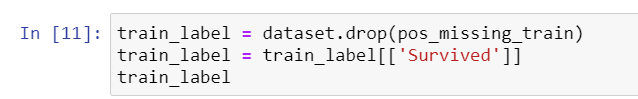 In [11]: train_label = dataset.drop(pos_missing_train)
train_label = train_label[['Survived']]
train_label